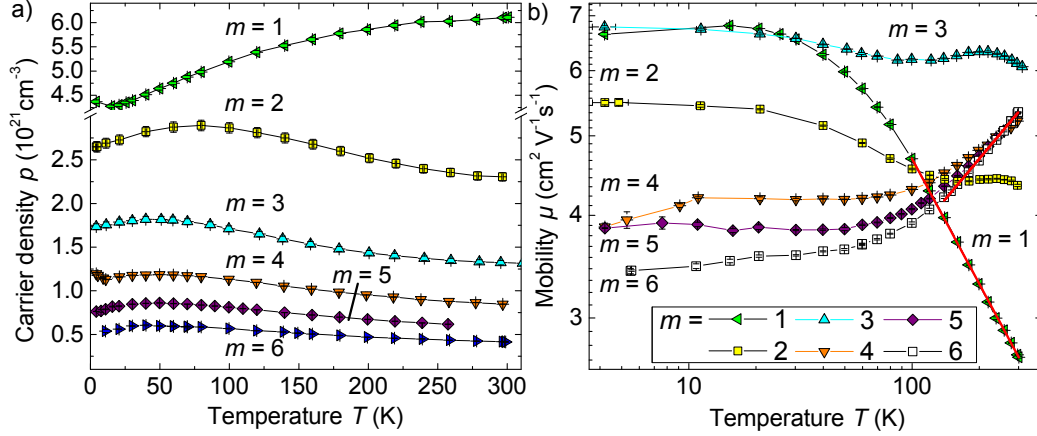 a)
Carrier density p (10²¹ cm⁻³)
6.0
5.5
5.0
4.5
2.5
2.0
1.5
1.0
0.5
m = 1
m = 2
m = 3
m = 4
m = 5
m = 6
0 50 100 150 200 250 300
Temperature T (K)
b)
Mobility μ (cm² V⁻¹s⁻¹)
7
6
5
4
3
m = 3
m = 2
m = 4
m = 5
m = 6
m = 1
m = 1 3 5
2 4 6
10 100
Temperature T (K)